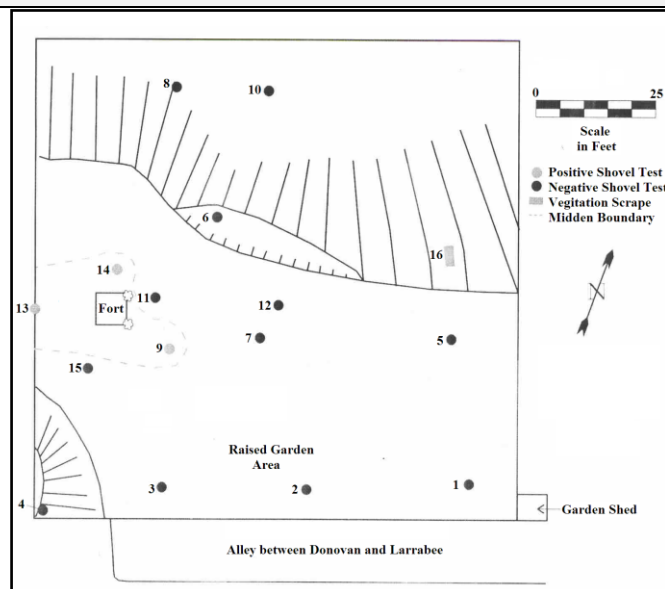 8
10
0 25
Scale
in Feet
Positive Shovel Test
Negative Shovel Test
Vegitation Scrape
Midden Boundary
6
16
14
N
13
Fort
11
12
7
5
9
15
Raised Garden
Area
3
2
1
4
Garden Shed
Alley between Donovan and Larrabee